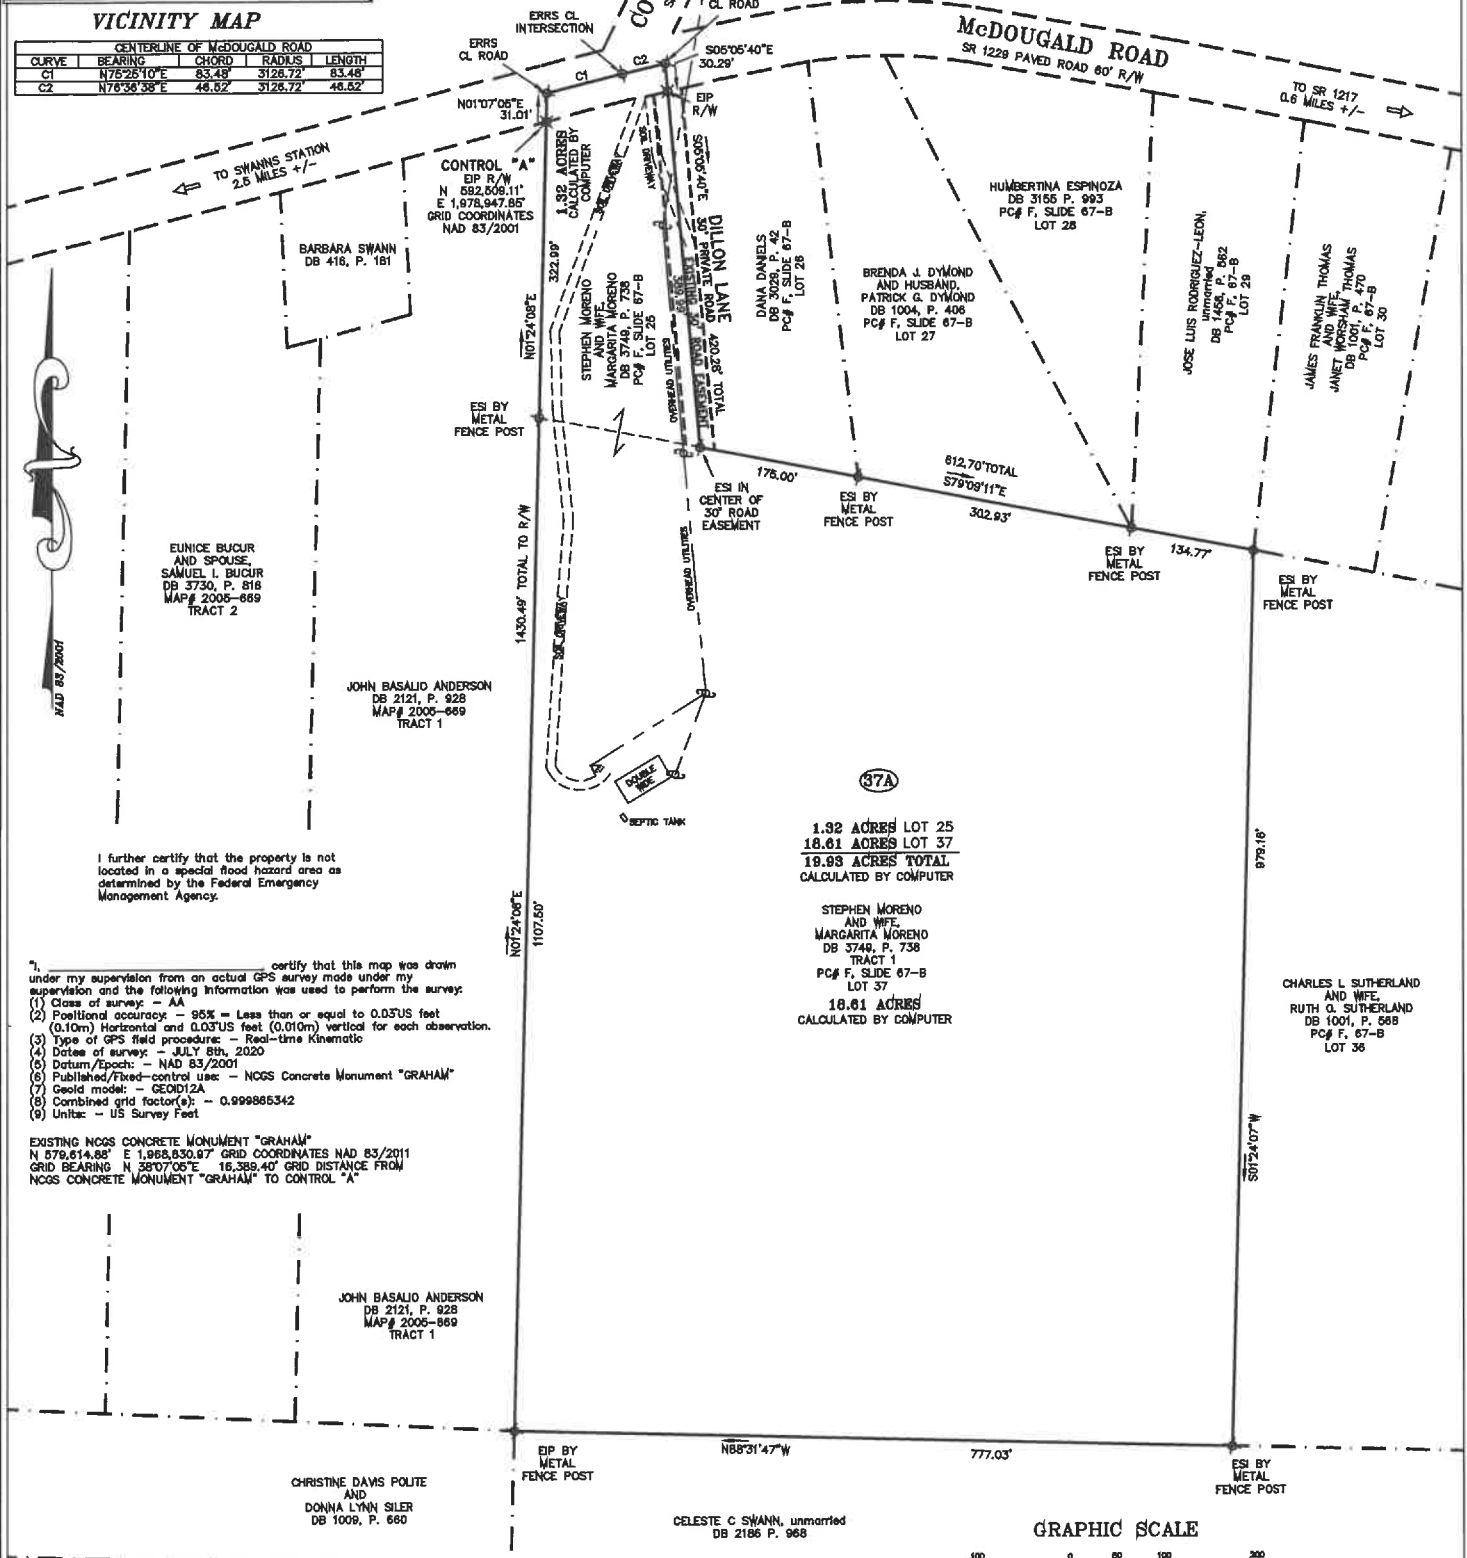 VICINITY MAP
CENTERLINE OF McDOUGALD ROAD
CURVE BEARING CHORD RADIUS LENGTH
C1 N75°25'10"E 83.48' 3126.72' 83.48'
C2 N76°36'38"E 46.52' 3126.72' 46.52'
ERRS CL
INTERSECTION
CO
CL ROAD
ERRS
CL ROAD
C1
C2
S05°05'40"E
30.29'
EIP
R/W
N01°07'05"E
31.01'
McDOUGALD ROAD
SR 1229 PAVED ROAD 60' R/W
TO SR 1217
0.6 MILES +/-
TO SWANNS STATION
2.5 MILES +/-
CONTROL "A"
EIP R/W
N 592,509.11'
E 1,978,947.85'
GRID COORDINATES
NAD 83/2001
1.32 ACRES
CALCULATED BY
COMPUTER
SOIL DRIVEWAY
S05°05'40"E
420.28' TOTAL
DILLON LANE
30' PRIVATE ROAD
EXISTING 30' ROAD EASEMENT
OVERHEAD UTILITIES
BARBARA SWANN
DB 416, P. 181
322.99'
N01°24'08"E
STEPHEN MORENO
AND WIFE,
MARGARITA MORENO
DB 3749, P. 738
PC# F, SLIDE 67-B
LOT 25
DANA DANIELS
DB 3029, P. 42
PC# F, SLIDE 67-B
LOT 26
BRENDA J. DYMOND
AND HUSBAND,
PATRICK G. DYMOND
DB 1004, P. 406
PC# F, SLIDE 67-B
LOT 27
HUMBERTINA ESPINOZA
DB 3155 P. 993
PC# F, SLIDE 67-B
LOT 28
JOSE LUIS RODRIGUEZ-LEON,
unmarried
DB 1458, P. 582
PC# F, 67-B
LOT 29
JAMES FRANKLIN THOMAS
AND WIFE,
JANET WORSHAM THOMAS
DB 1001, P. 470
PC# F, 67-B
LOT 30
ESI BY
METAL
FENCE POST
ESI IN
CENTER OF
30' ROAD
EASEMENT
175.00'
ESI BY
METAL
FENCE POST
612.70'TOTAL
S79°09'11"E
302.93'
ESI BY
METAL
FENCE POST
134.77'
ESI BY
METAL
FENCE POST
NAD 83/2001
EUNICE BUCUR
AND SPOUSE,
SAMUEL I. BUCUR
DB 3730, P. 816
MAP# 2005-669
TRACT 2
1430.49' TOTAL TO R/W
SOIL DRIVEWAY
OVERHEAD UTILITIES
JOHN BASALIO ANDERSON
DB 2121, P. 928
MAP# 2005-669
TRACT 1
DOUBLE
WIDE
SEPTIC TANK
37A
1.32 ACRES LOT 25
18.61 ACRES LOT 37
19.93 ACRES TOTAL
CALCULATED BY COMPUTER
STEPHEN MORENO
AND WIFE,
MARGARITA MORENO
DB 3749, P. 738
TRACT 1
PC# F, SLIDE 67-B
LOT 37
18.61 ACRES
CALCULATED BY COMPUTER
979.16'
S01°24'07"W
N01°24'08"E
1107.50'
I further certify that the property is not
located in a special flood hazard area as
determined by the Federal Emergency
Management Agency.
"I, ____________ certify that this map was drawn
under my supervision from an actual GPS survey made under my
supervision and the following information was used to perform the survey:
(1) Class of survey: - AA
(2) Positional accuracy: - 95% = Less than or equal to 0.03'US feet
(0.10m) Horizontal and 0.03'US feet (0.010m) vertical for each observation.
(3) Type of GPS field procedure: - Real-time Kinematic
(4) Dates of survey: - JULY 8th, 2020
(5) Datum/Epoch: - NAD 83/2001
(6) Published/Fixed-control use: - NCGS Concrete Monument "GRAHAM"
(7) Geoid model: - GEOID12A
(8) Combined grid factor(s): - 0.999865342
(9) Units: - US Survey Feet
EXISTING NCGS CONCRETE MONUMENT "GRAHAM"
N 579,614.88' E 1,968,830.97' GRID COORDINATES NAD 83/2011
GRID BEARING N 38°07'05"E 16,389.40' GRID DISTANCE FROM
NCGS CONCRETE MONUMENT "GRAHAM" TO CONTROL "A"
CHARLES L SUTHERLAND
AND WIFE,
RUTH O. SUTHERLAND
DB 1001, P. 568
PC# F, 67-B
LOT 36
JOHN BASALIO ANDERSON
DB 2121, P. 928
MAP# 2005-669
TRACT 1
EIP BY
METAL
FENCE POST
N88°31'47"W
777.03'
ESI BY
METAL
FENCE POST
CHRISTINE DAVIS POLITE
AND
DONNA LYNN SILER
DB 1009, P. 660
CELESTE C SWANN, unmarried
DB 2186 P. 968
GRAPHIC SCALE
100 0 50 100 200